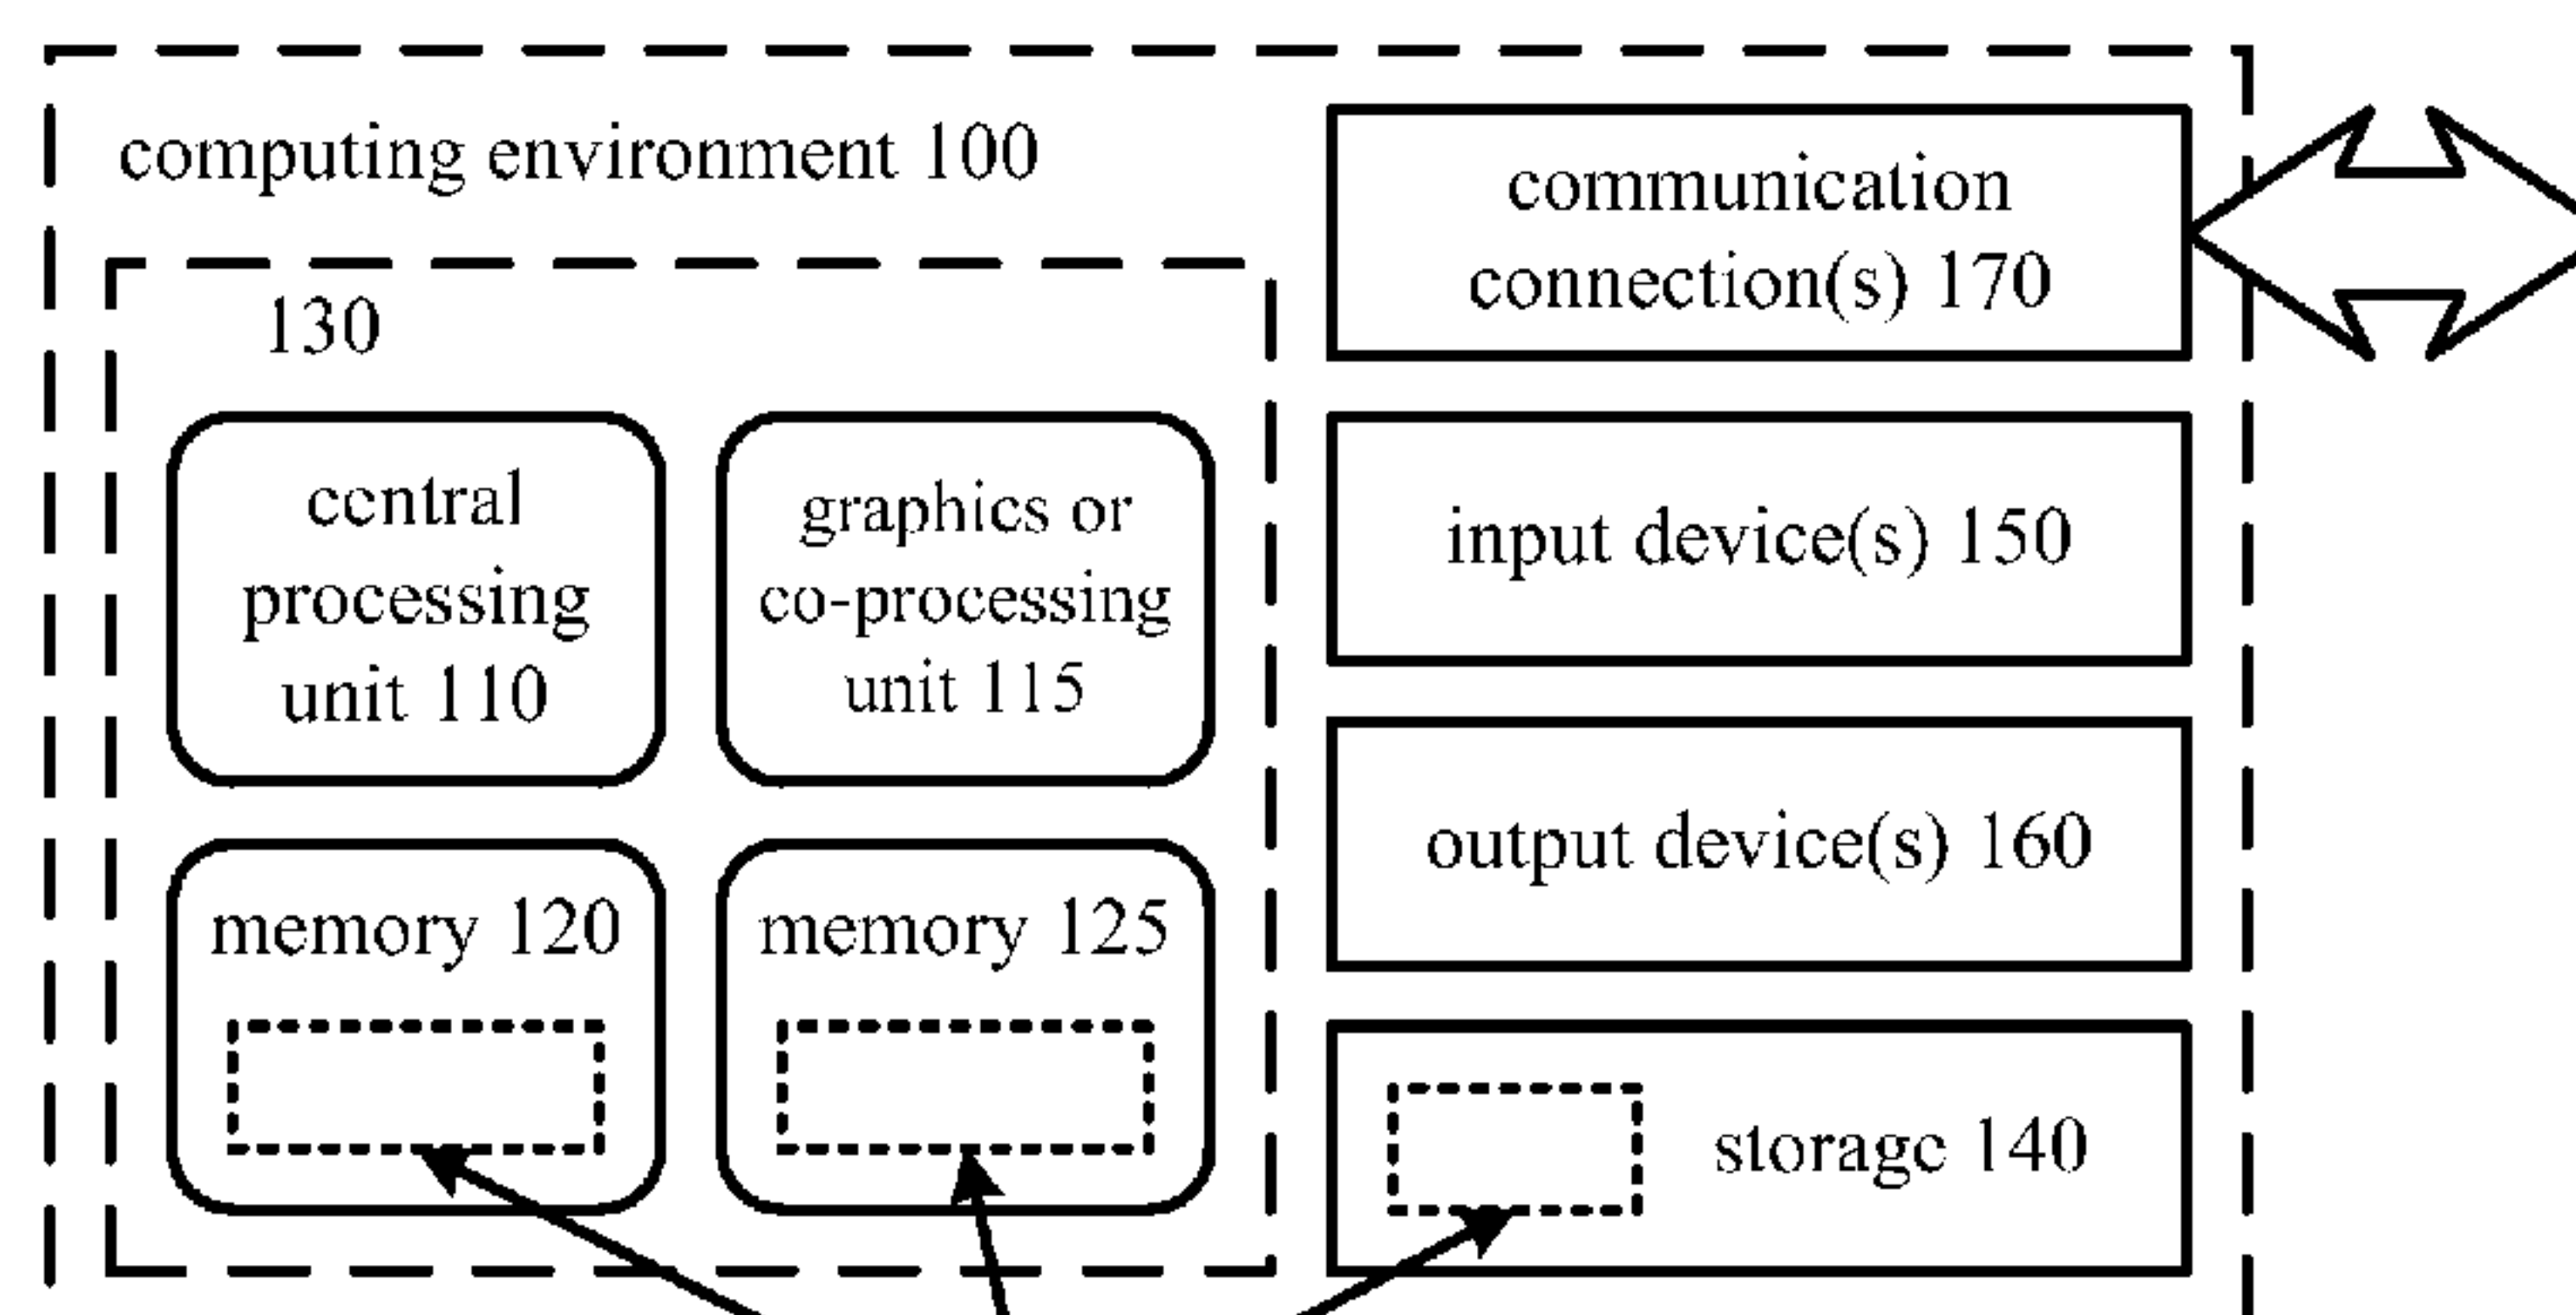 computing environment 100
130
central
processing
unit 110
graphics or
co-processing
unit 115
memory 120
memory 125
communication
connection(s) 170
input device(s) 150
output device(s) 160
storage 140